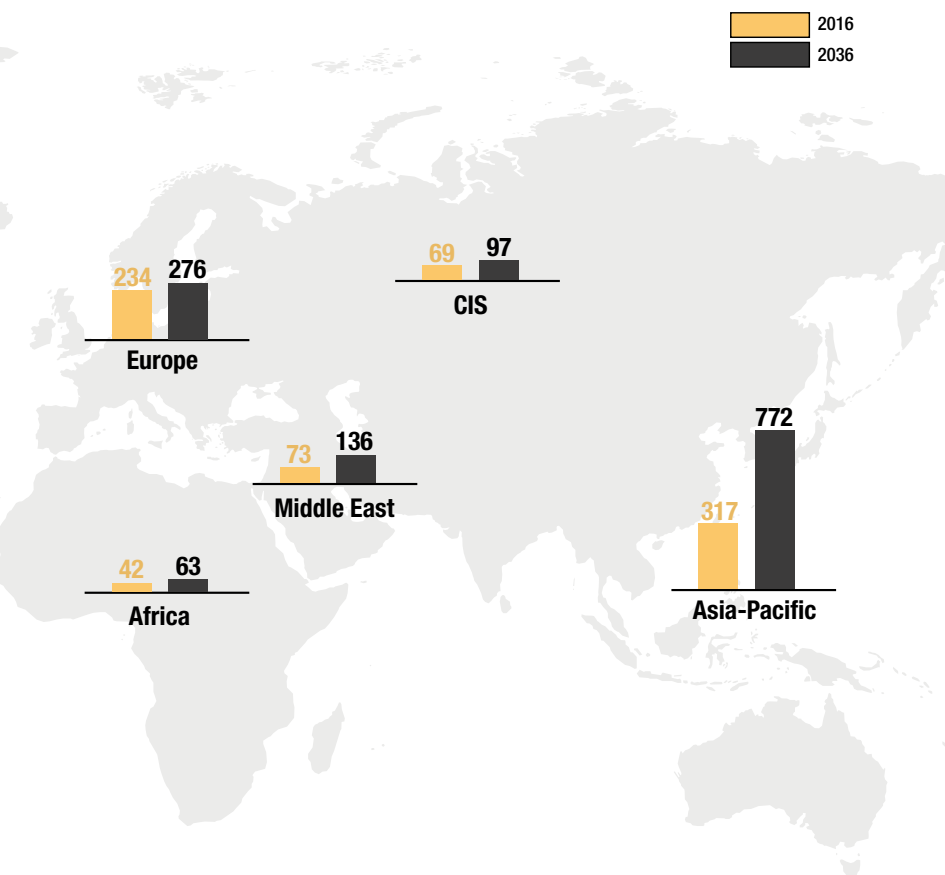 2016
2036
69 97
CIS
234 276
Europe
73 136
Middle East
317 772
Asia-Pacific
42 63
Africa